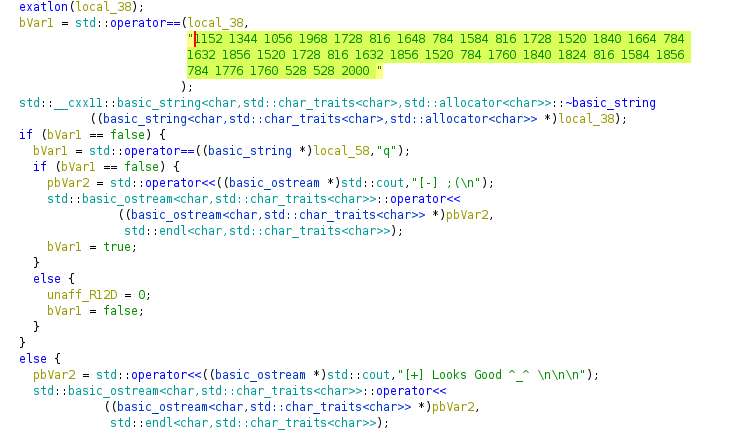 exatlon(local_38);
bVar1 = std::operator==(local_38,
"1152 1344 1056 1968 1728 816 1648 784 1584 816 1728 1520 1840 1664 784
1632 1856 1520 1728 816 1632 1856 1520 784 1760 1840 1824 816 1584 1856
784 1776 1760 528 528 2000 "
);
std::__cxx11::basic_string<char,std::char_traits<char>,std::allocator<char>>::~basic_string
((basic_string<char,std::char_traits<char>,std::allocator<char>> *)local_38);
if (bVar1 == false) {
bVar1 = std::operator==((basic_string *)local_58,"q");
if (bVar1 == false) {
pbVar2 = std::operator<<((basic_ostream *)std::cout,"[-] ;(\n");
std::basic_ostream<char,std::char_traits<char>>::operator<<
((basic_ostream<char,std::char_traits<char>> *)pbVar2,
std::endl<char,std::char_traits<char>>);
bVar1 = true;
}
else {
unaff_R12D = 0;
bVar1 = false;
}
}
else {
pbVar2 = std::operator<<((basic_ostream *)std::cout,"[+] Looks Good ^_^ \n\n\n");
std::basic_ostream<char,std::char_traits<char>>::operator<<
((basic_ostream<char,std::char_traits<char>> *)pbVar2,
std::endl<char,std::char_traits<char>>);